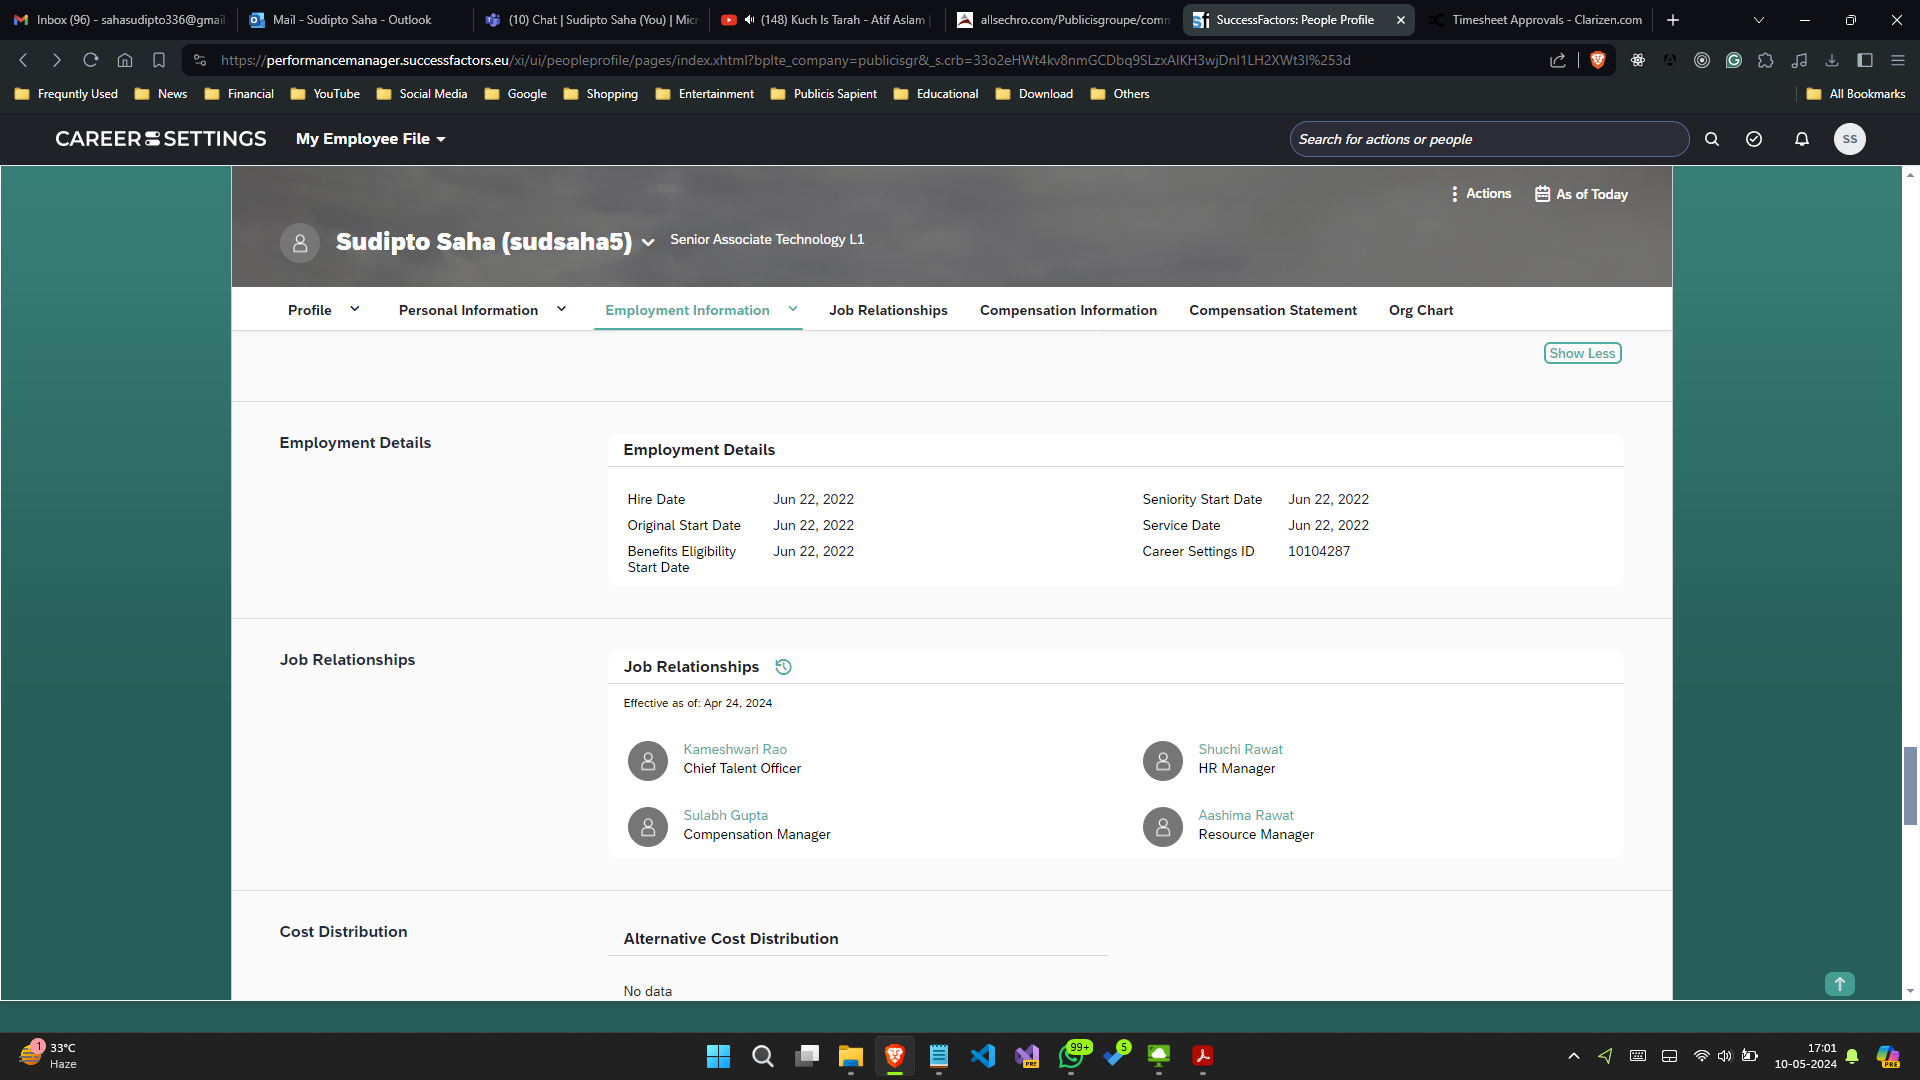 Inbox (96) - sahasudipto336@gmail.
Mail - Sudipto Saha - Outlook
(10) Chat | Sudipto Saha (You) | Micr
(148) Kuch Is Tarah - Atif Aslam |
allsechro.com/Publicisgroupe/comm
SuccessFactors: People Profile
Timesheet Approvals - Clarizen.com
https://performancemanager.successfactors.eu/xi/ui/peopleprofile/pages/index.xhtml?bplte_company=publicisgr&_s.crb=33o2eHWt4kv8nmGCDbq9SLzxAIKH3wjDnI1LH2XWt3I%253d
Frequntly Used
News
Financial
YouTube
Social Media
Google
Shopping
Entertainment
Publicis Sapient
Educational
Download
Others
All Bookmarks
CAREER SETTINGS
My Employee File
Search for actions or people
SS
Actions
As of Today
Sudipto Saha (sudsaha5)
Senior Associate Technology L1
Profile
Personal Information
Employment Information
Job Relationships
Compensation Information
Compensation Statement
Org Chart
Show Less
Employment Details
Employment Details
Hire Date Jun 22, 2022
Seniority Start Date Jun 22, 2022
Original Start Date Jun 22, 2022
Service Date Jun 22, 2022
Benefits Eligibility Jun 22, 2022
Start Date
Career Settings ID 10104287
Job Relationships
Job Relationships
Effective as of: Apr 24, 2024
Kameshwari Rao
Chief Talent Officer
Shuchi Rawat
HR Manager
Sulabh Gupta
Compensation Manager
Aashima Rawat
Resource Manager
Cost Distribution
Alternative Cost Distribution
No data
1
33°C
Haze
PRE
99+
5
17:01
10-05-2024
PRE